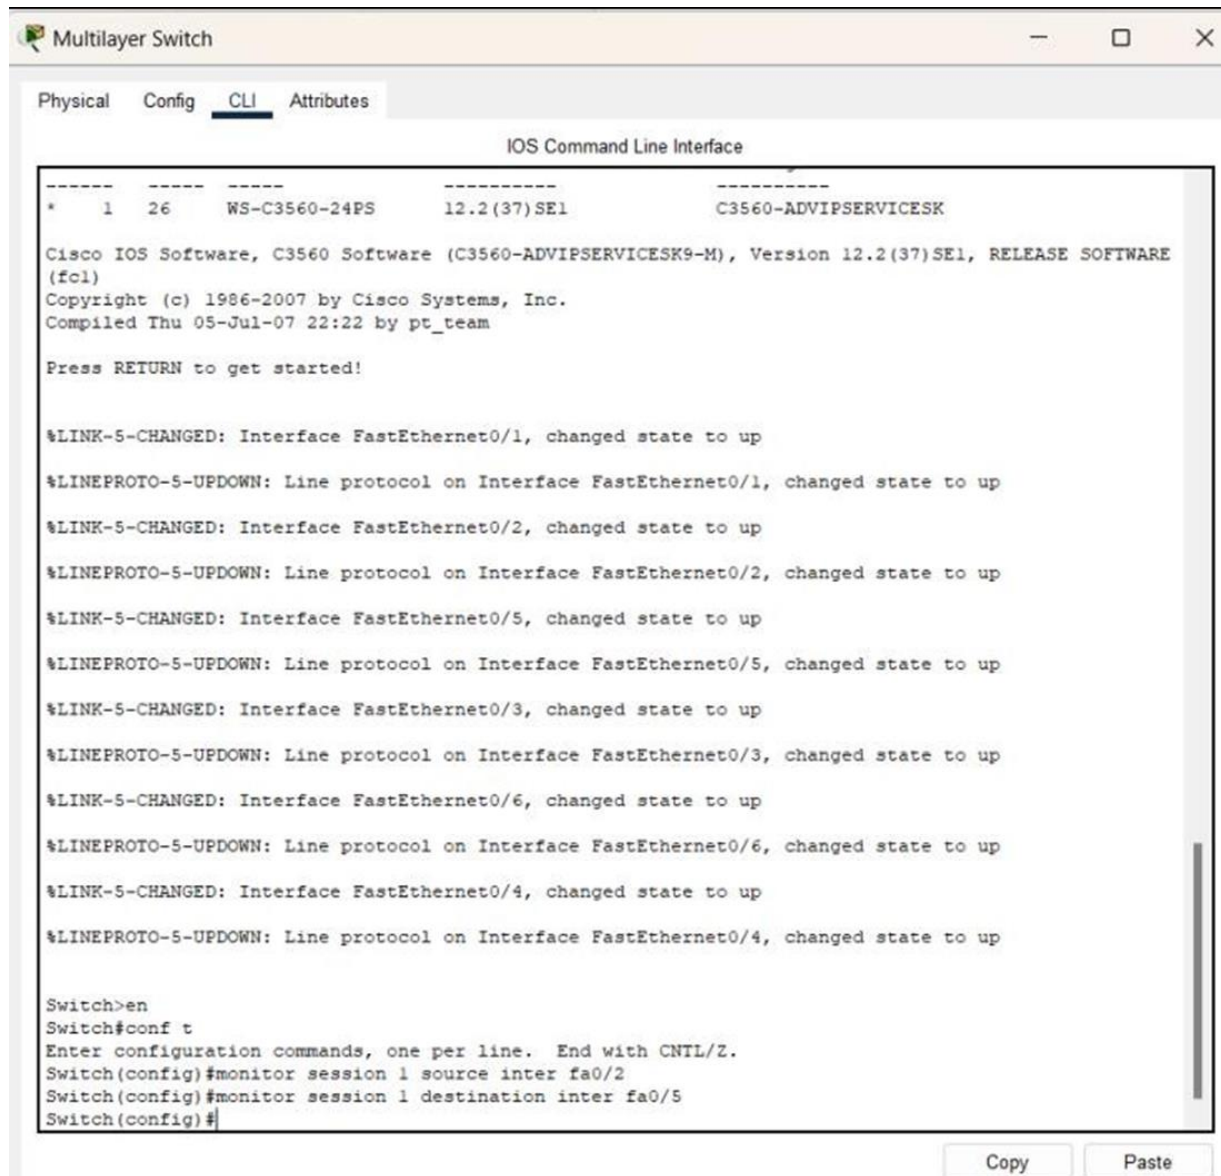 Multilayer Switch
Physical Config CLI Attributes
IOS Command Line Interface
------ ----- ----- ---------- ----------
* 1 26 WS-C3560-24PS 12.2(37)SE1 C3560-ADVIPSERVICESK
Cisco IOS Software, C3560 Software (C3560-ADVIPSERVICESK9-M), Version 12.2(37)SE1, RELEASE SOFTWARE
(fc1)
Copyright (c) 1986-2007 by Cisco Systems, Inc.
Compiled Thu 05-Jul-07 22:22 by pt_team
Press RETURN to get started!
%LINK-5-CHANGED: Interface FastEthernet0/1, changed state to up
%LINEPROTO-5-UPDOWN: Line protocol on Interface FastEthernet0/1, changed state to up
%LINK-5-CHANGED: Interface FastEthernet0/2, changed state to up
%LINEPROTO-5-UPDOWN: Line protocol on Interface FastEthernet0/2, changed state to up
%LINK-5-CHANGED: Interface FastEthernet0/5, changed state to up
%LINEPROTO-5-UPDOWN: Line protocol on Interface FastEthernet0/5, changed state to up
%LINK-5-CHANGED: Interface FastEthernet0/3, changed state to up
%LINEPROTO-5-UPDOWN: Line protocol on Interface FastEthernet0/3, changed state to up
%LINK-5-CHANGED: Interface FastEthernet0/6, changed state to up
%LINEPROTO-5-UPDOWN: Line protocol on Interface FastEthernet0/6, changed state to up
%LINK-5-CHANGED: Interface FastEthernet0/4, changed state to up
%LINEPROTO-5-UPDOWN: Line protocol on Interface FastEthernet0/4, changed state to up
Switch>en
Switch#conf t
Enter configuration commands, one per line. End with CNTL/Z.
Switch(config)#monitor session 1 source inter fa0/2
Switch(config)#monitor session 1 destination inter fa0/5
Switch(config)#
Copy Paste